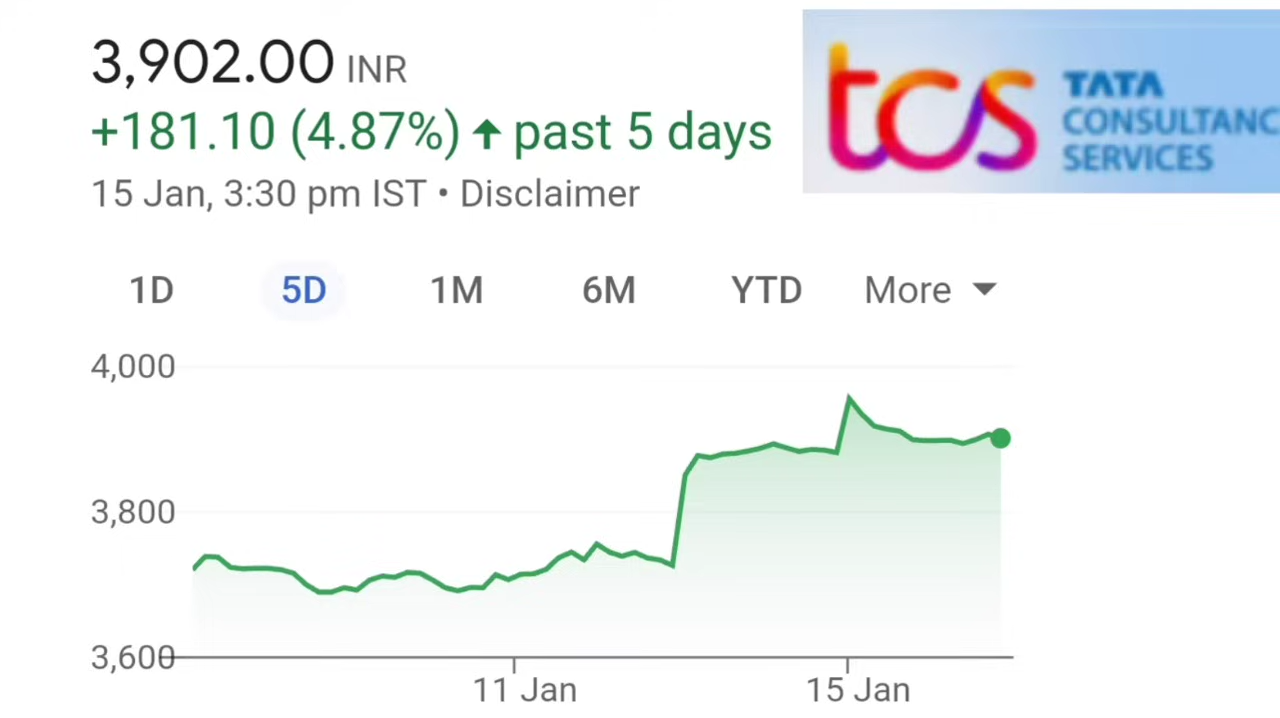 3,902.00 INR
+181.10 (4.87%) ↑ past 5 days
15 Jan, 3:30 pm IST • Disclaimer
tcs
TATA
CONSULTANC
SERVICES
1D 5D 1M 6M YTD More
4,000
3,800
3,600
11 Jan 15 Jan